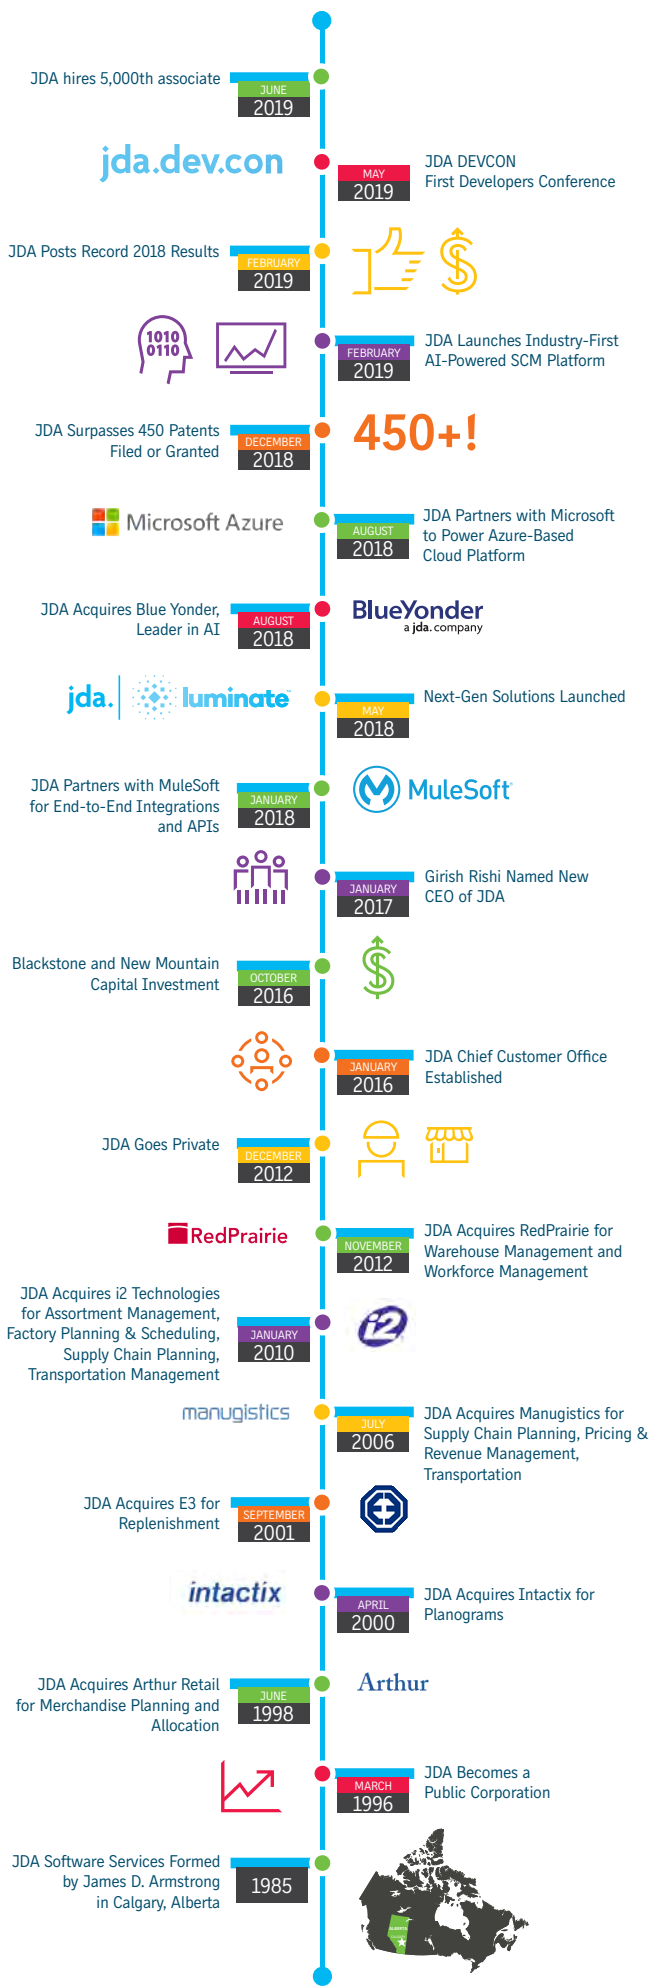 JDA hires 5,000th associate
JUNE
2019
jda.dev.con
MAY
2019
JDA DEVCON
First Developers Conference
JDA Posts Record 2018 Results
FEBRUARY
2019
1010
0110
FEBRUARY
2019
JDA Launches Industry-First
AI-Powered SCM Platform
JDA Surpasses 450 Patents
Filed or Granted
DECEMBER
2018
450+!
Microsoft Azure
AUGUST
2018
JDA Partners with Microsoft
to Power Azure-Based
Cloud Platform
JDA Acquires Blue Yonder,
Leader in AI
AUGUST
2018
BlueYonder
a jda.company
jda. luminate
MAY
2018
Next-Gen Solutions Launched
JDA Partners with MuleSoft
for End-to-End Integrations
and APIs
JANUARY
2018
MuleSoft
JANUARY
2017
Girish Rishi Named New
CEO of JDA
Blackstone and New Mountain
Capital Investment
OCTOBER
2016
JANUARY
2016
JDA Chief Customer Office
Established
JDA Goes Private
DECEMBER
2012
RedPrairie
NOVEMBER
2012
JDA Acquires RedPrairie for
Warehouse Management and
Workforce Management
JDA Acquires i2 Technologies
for Assortment Management,
Factory Planning & Scheduling,
Supply Chain Planning,
Transportation Management
JANUARY
2010
i2
manugistics
JULY
2006
JDA Acquires Manugistics for
Supply Chain Planning, Pricing &
Revenue Management,
Transportation
JDA Acquires E3 for
Replenishment
SEPTEMBER
2001
intactix
APRIL
2000
JDA Acquires Intactix for
Planograms
JDA Acquires Arthur Retail
for Merchandise Planning and
Allocation
JUNE
1998
Arthur
MARCH
1996
JDA Becomes a
Public Corporation
JDA Software Services Formed
by James D. Armstrong
in Calgary, Alberta
1985
ALBERTA